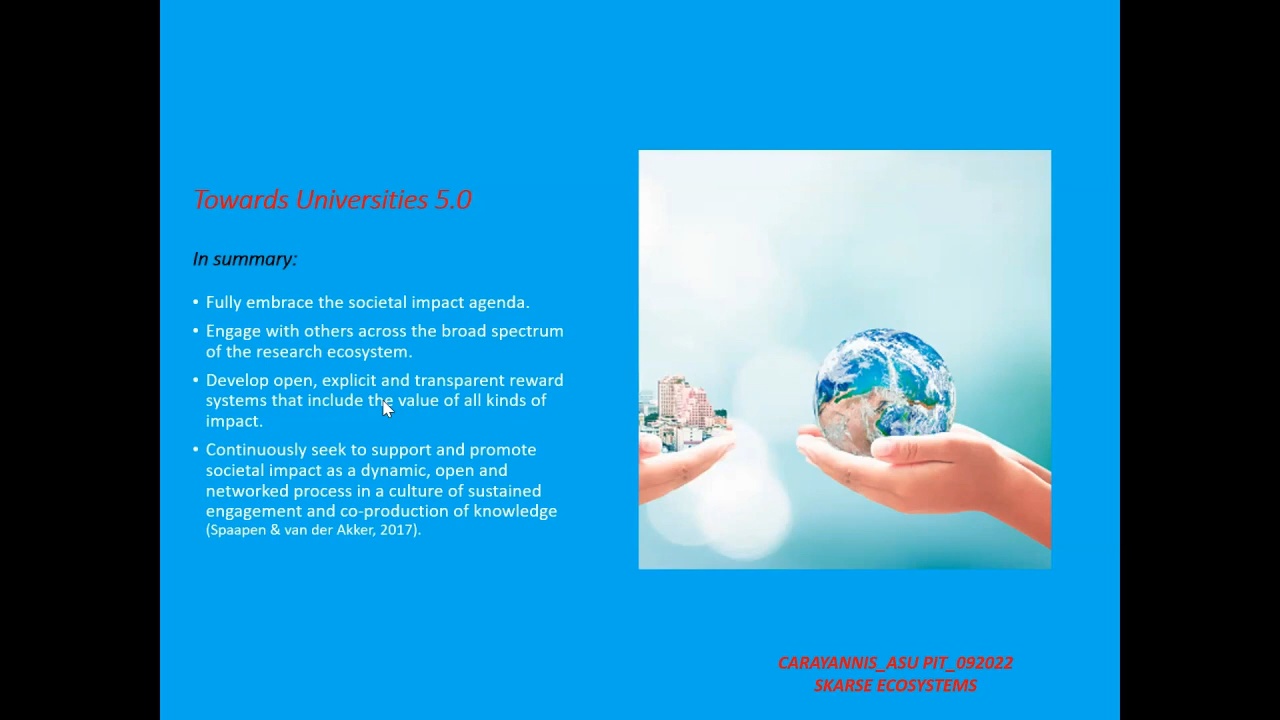 Towards Universities 5.0
In summary:
• Fully embrace the societal impact agenda.
• Engage with others across the broad spectrum
of the research ecosystem.
• Develop open, explicit and transparent reward
systems that include the value of all kinds of
impact.
• Continuously seek to support and promote
societal impact as a dynamic, open and
networked process in a culture of sustained
engagement and co-production of knowledge
(Spaapen & van der Akker, 2017).
CARAYANNIS_ASU PIT_092022
SKARSE ECOSYSTEMS